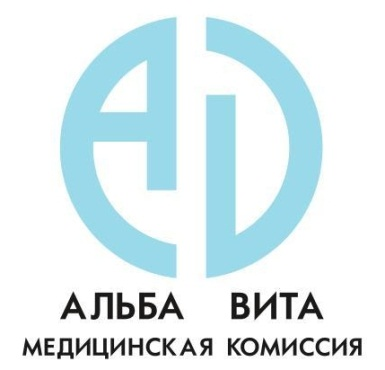 АЛЬБА ВИТА
МЕДИЦИНСКАЯ КОМИССИЯ